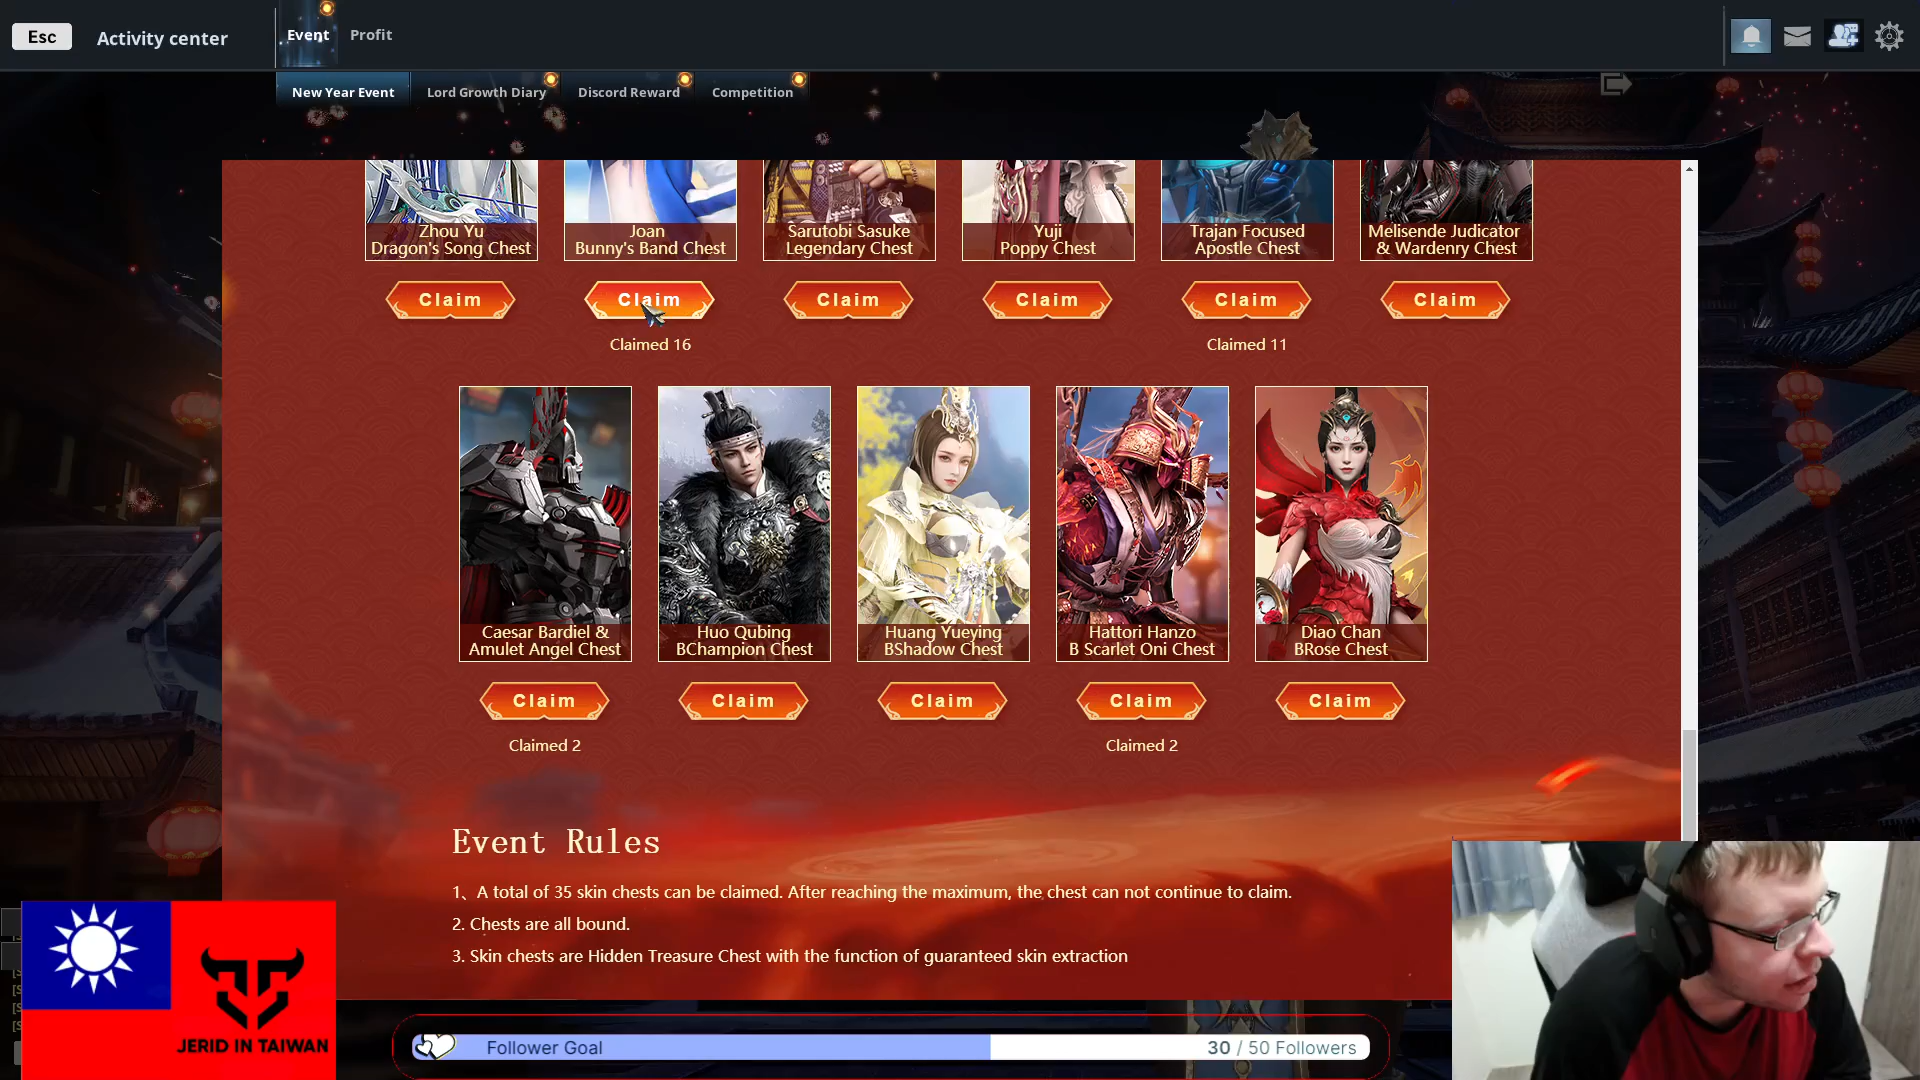 Esc
Activity center
Event
Profit
New Year Event
Lord Growth Diary
Discord Reward
Competition
Zhou Yu
Dragon's Song Chest
Joan
Bunny's Band Chest
Sarutobi Sasuke
Legendary Chest
Yuji
Poppy Chest
Trajan Focused
Apostle Chest
Melisende Judicator
& Wardenry Chest
Claim
Claim
Claim
Claim
Claim
Claim
Claimed 16
Claimed 11
Caesar Bardiel &
Amulet Angel Chest
Huo Qubing
BChampion Chest
Huang Yueying
BShadow Chest
Hattori Hanzo
B Scarlet Oni Chest
Diao Chan
BRose Chest
Claim
Claim
Claim
Claim
Claim
Claimed 2
Claimed 2
Event Rules
1、A total of 35 skin chests can be claimed. After reaching the maximum, the chest can not continue to claim.
2. Chests are all bound.
3. Skin chests are Hidden Treasure Chest with the function of guaranteed skin extraction
JERID IN TAIWAN
Follower Goal
30 / 50 Followers